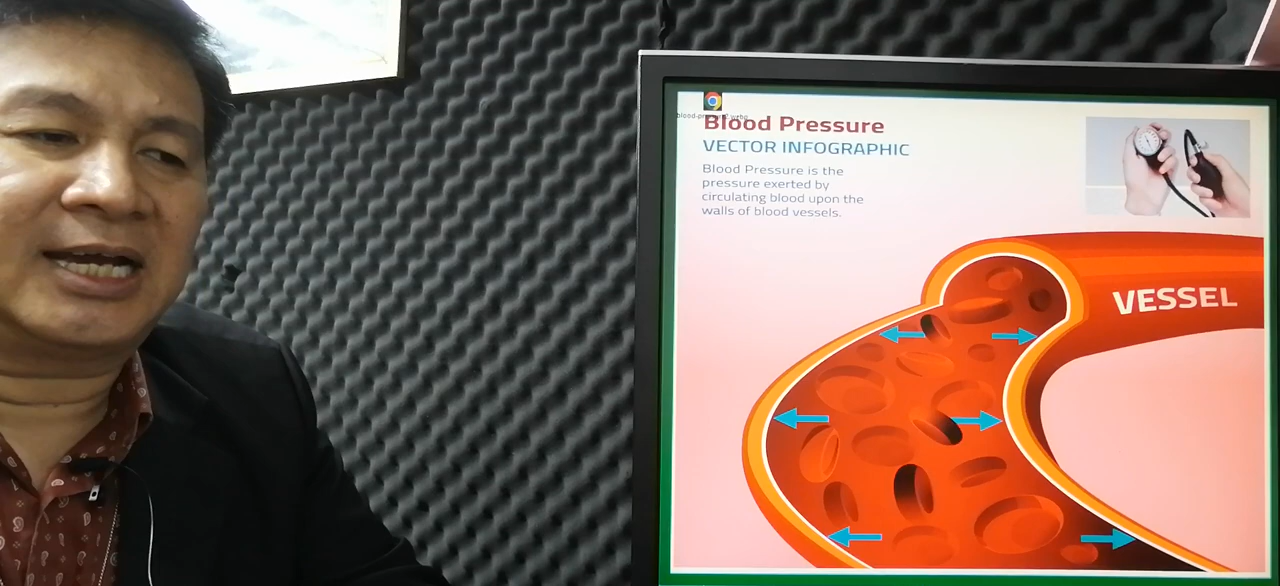 Blood Pressure
VECTOR INFOGRAPHIC
Blood Pressure is the
pressure exerted by
circulating blood upon the
walls of blood vessels.
VESSEL